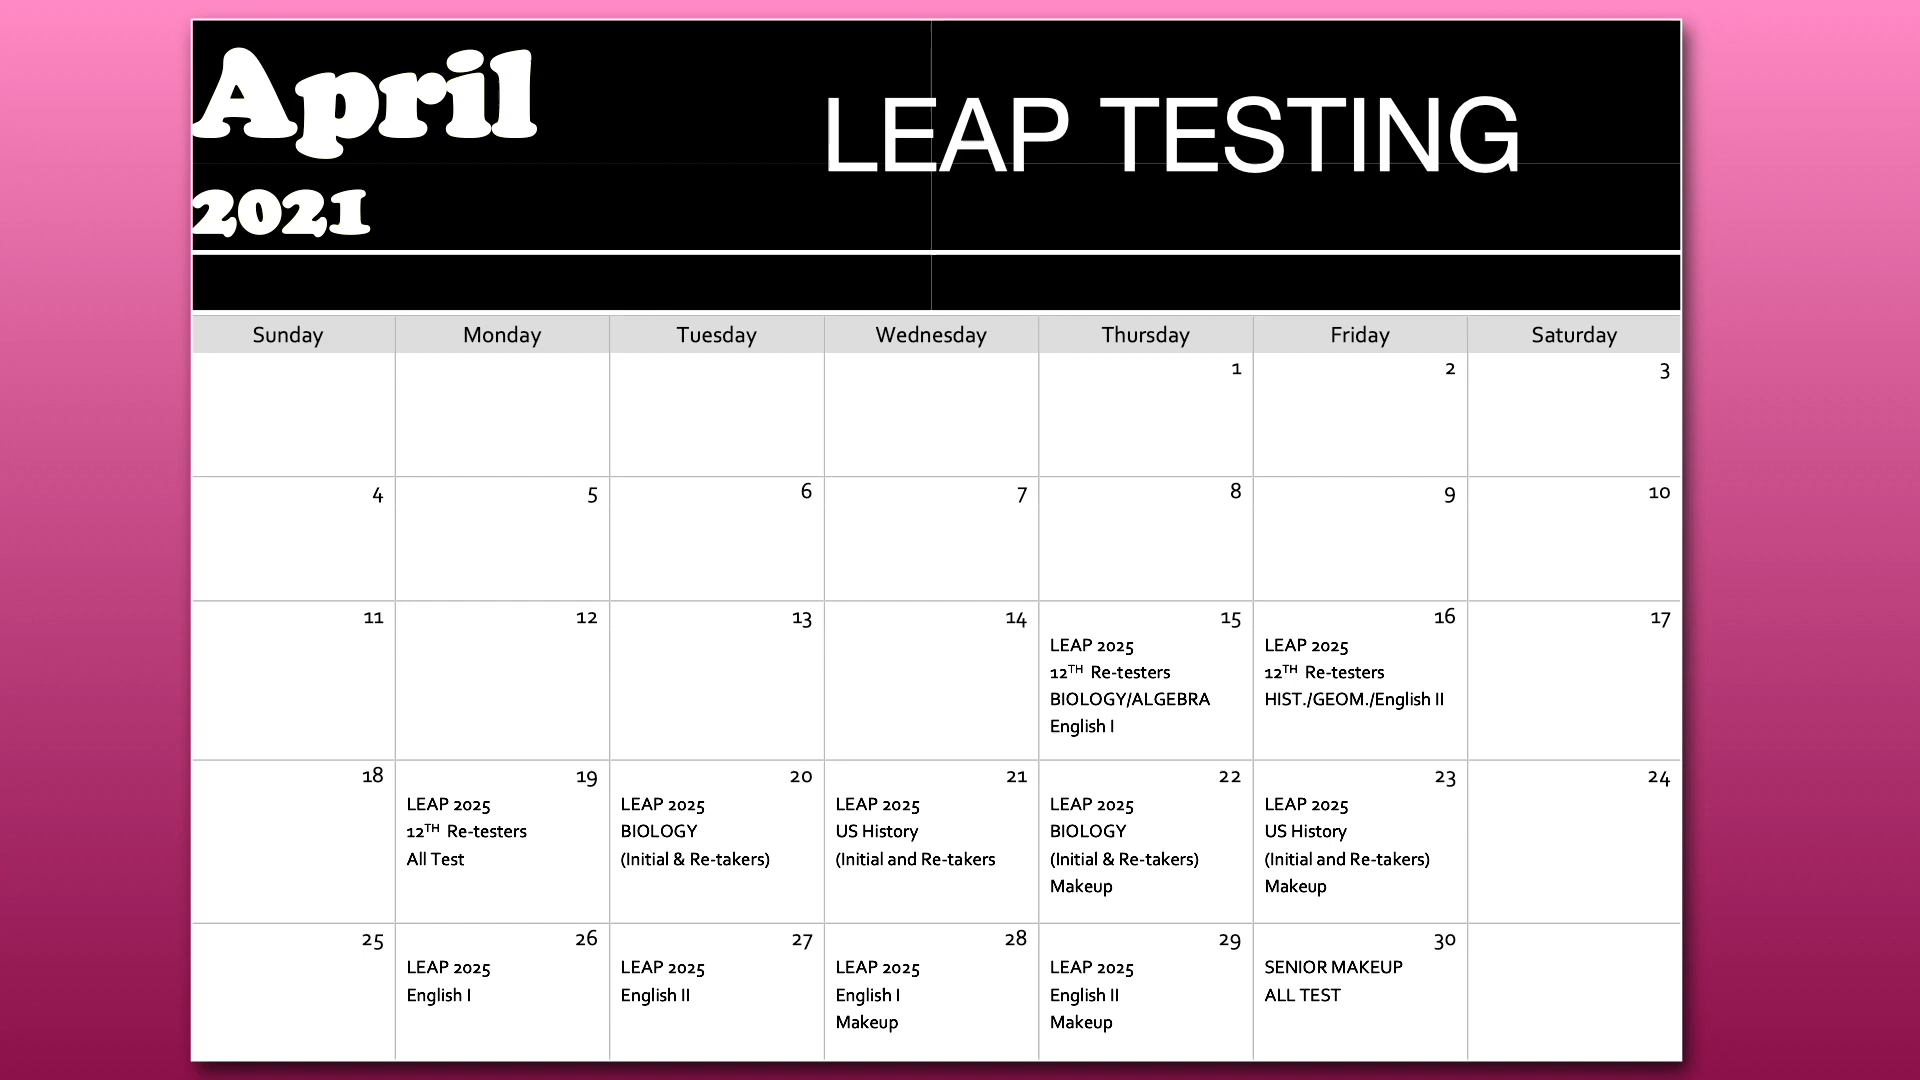 April
2021
LEAP TESTING
Sunday Monday Tuesday Wednesday Thursday Friday Saturday
1 2 3
4 5 6 7 8 9 10
11 12 13 14 15 16 17
LEAP 2025
12TH Re-testers
BIOLOGY/ALGEBRA
English I
LEAP 2025
12TH Re-testers
HIST./GEOM./English II
18 19 20 21 22 23 24
LEAP 2025
12TH Re-testers
All Test
LEAP 2025
BIOLOGY
(Initial & Re-takers)
LEAP 2025
US History
(Initial and Re-takers
LEAP 2025
BIOLOGY
(Initial & Re-takers)
Makeup
LEAP 2025
US History
(Initial and Re-takers)
Makeup
25 26 27 28 29 30
LEAP 2025
English I
LEAP 2025
English II
LEAP 2025
English I
Makeup
LEAP 2025
English II
Makeup
SENIOR MAKEUP
ALL TEST